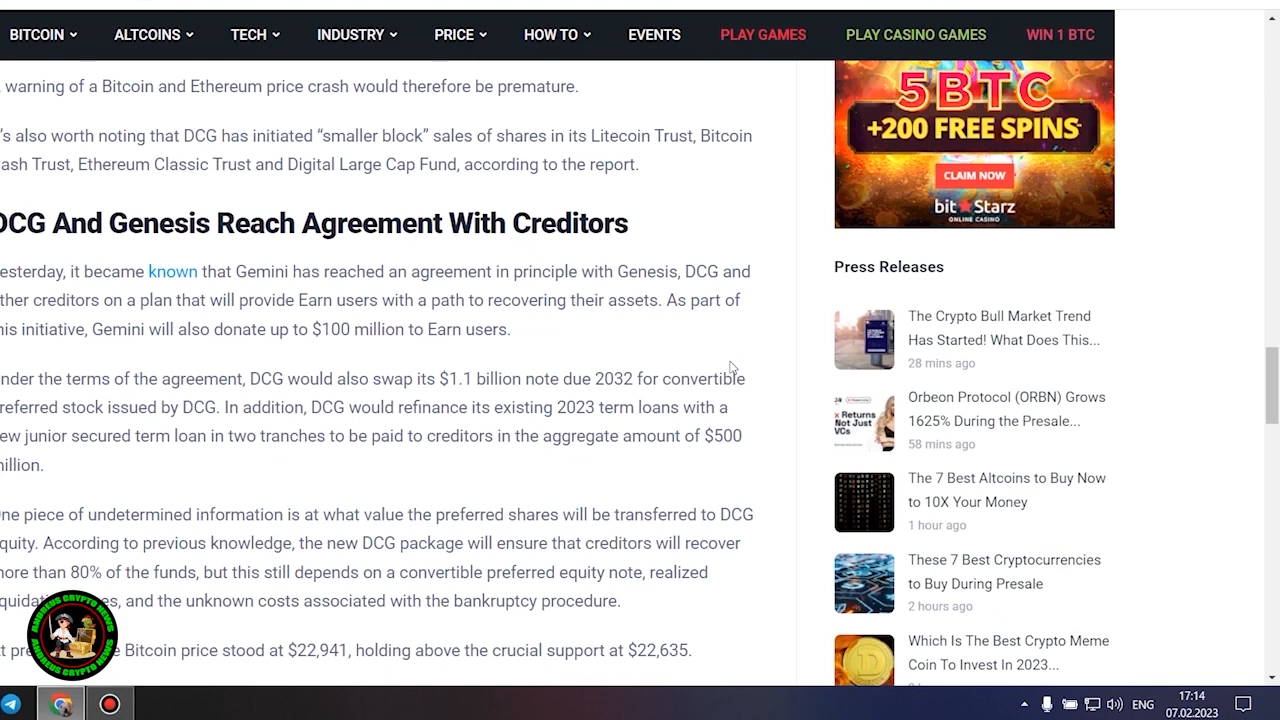 BITCOIN
ALTCOINS
TECH
INDUSTRY
PRICE
HOW TO
EVENTS
PLAY GAMES
PLAY CASINO GAMES
WIN 1 BTC
warning of a Bitcoin and Ethereum price crash would therefore be premature.
's also worth noting that DCG has initiated “smaller block” sales of shares in its Litecoin Trust, Bitcoin
ash Trust, Ethereum Classic Trust and Digital Large Cap Fund, according to the report.
DCG And Genesis Reach Agreement With Creditors
esterday, it became known that Gemini has reached an agreement in principle with Genesis, DCG and
ther creditors on a plan that will provide Earn users with a path to recovering their assets. As part of
his initiative, Gemini will also donate up to $100 million to Earn users.
nder the terms of the agreement, DCG would also swap its $1.1 billion note due 2032 for convertible
referred stock issued by DCG. In addition, DCG would refinance its existing 2023 term loans with a
ew junior secured term loan in two tranches to be paid to creditors in the aggregate amount of $500
illion.
ne piece of undetermined information is at what value the preferred shares will be transferred to DCG
quity. According to previous knowledge, the new DCG package will ensure that creditors will recover
ore than 80% of the funds, but this still depends on a convertible preferred equity note, realized
quidat es, and the unknown costs associated with the bankruptcy procedure.
t pre e Bitcoin price stood at $22,941, holding above the crucial support at $22,635.
ANDREUS CRYPTO NEWS
ANDREUS CRYPTO NEWS
5BTC
+200 FREE SPINS
CLAIM NOW
bitStarz
ONLINE CASINO
Press Releases
The Crypto Bull Market Trend
Has Started! What Does This...
28 mins ago
Orbeon Protocol (ORBN) Grows
1625% During the Presale...
58 mins ago
x Returns
Not Just
VCs
The 7 Best Altcoins to Buy Now
to 10X Your Money
1 hour ago
These 7 Best Cryptocurrencies
to Buy During Presale
2 hours ago
Which Is The Best Crypto Meme
Coin To Invest In 2023...
ENG
17:14
07.02.2023